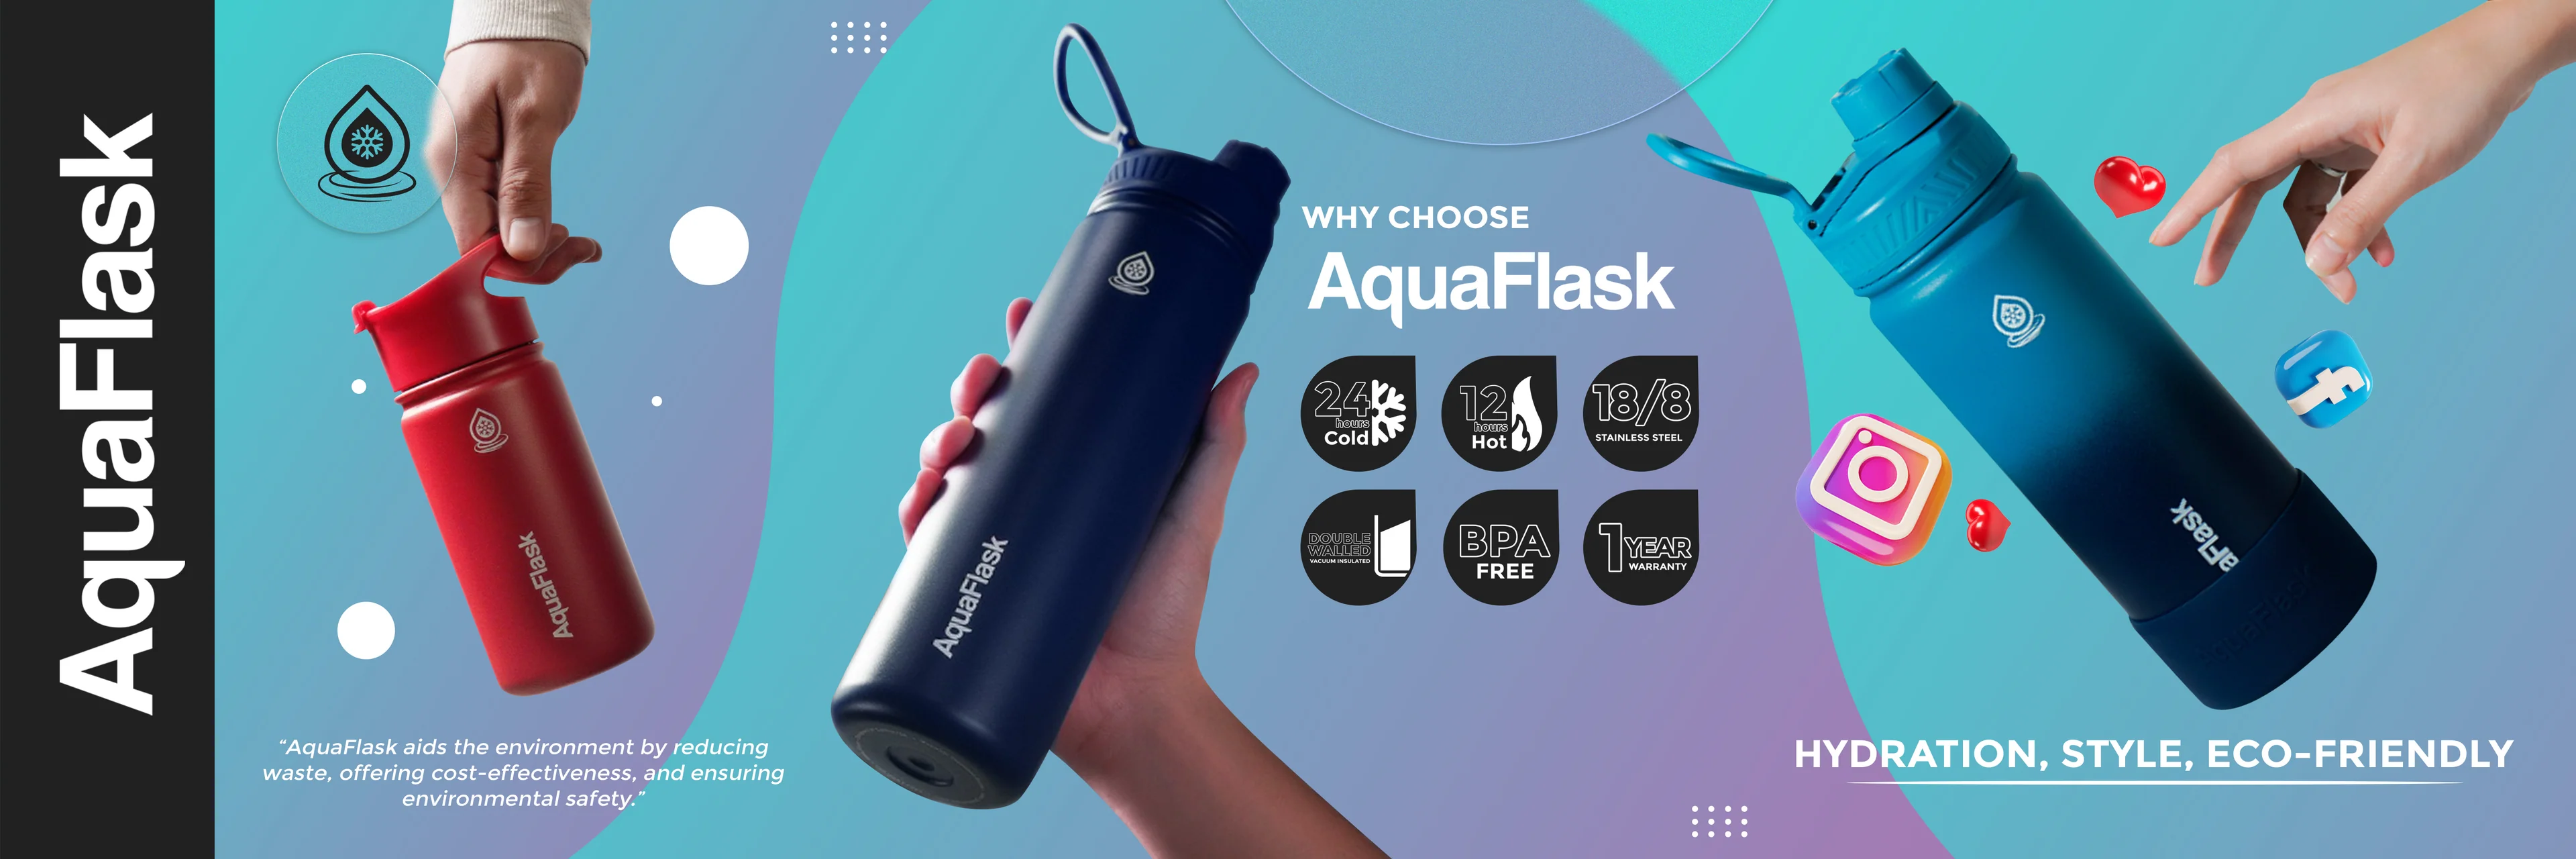 AquaFlask
AquaFlask
“AquaFlask aids the environment by reducing
waste, offering cost-effectiveness, and ensuring
environmental safety.”
AquaFlask
WHY CHOOSE
AquaFlask
24
hours
Cold
12
hours
Hot
18/8
STAINLESS STEEL
DOUBLE
WALLED
VACUUM INSULATED
BPA
FREE
1 YEAR
WARRANTY
aFlask
AquaFlask
HYDRATION, STYLE, ECO-FRIENDLY